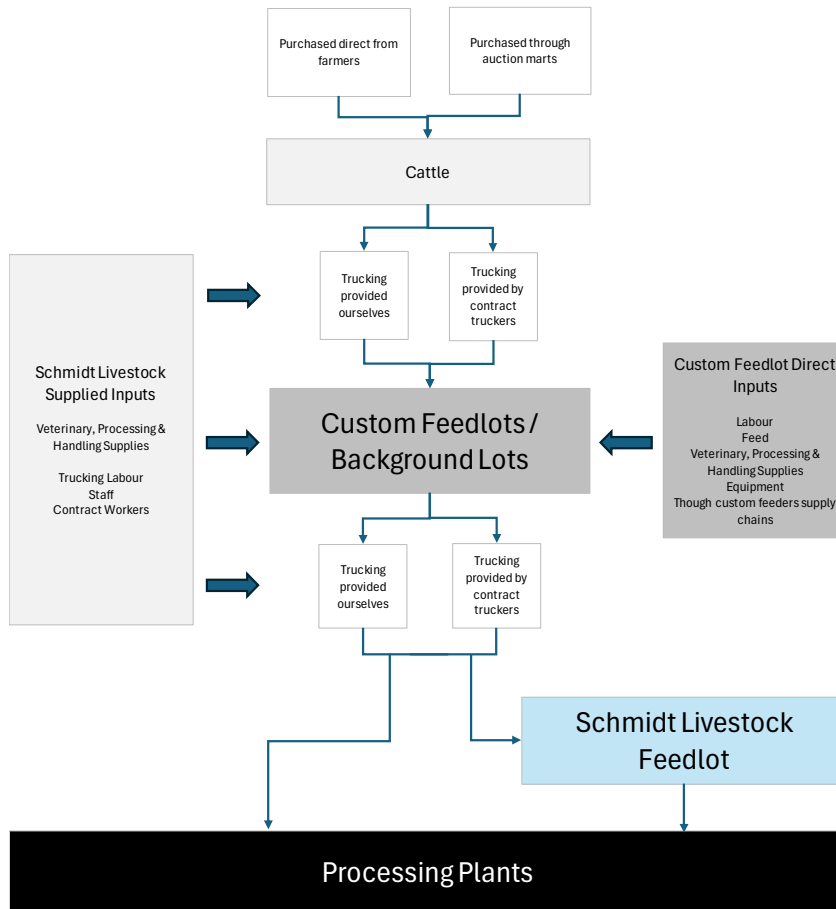 Purchased direct from
farmers
Purchased through
auction marts
Cattle
Trucking
provided
ourselves
Trucking
provided by
contract
truckers
Schmidt Livestock
Supplied Inputs
Veterinary, Processing &
Handling Supplies
Trucking Labour
Staff
Contract Workers
Custom Feedlots /
Background Lots
Custom Feedlot Direct
Inputs
Labour
Feed
Veterinary, Processing &
Handling Supplies
Equipment
Though custom feeders supply
chains
Trucking
provided
ourselves
Trucking
provided by
contract
truckers
Schmidt Livestock
Feedlot
Processing Plants